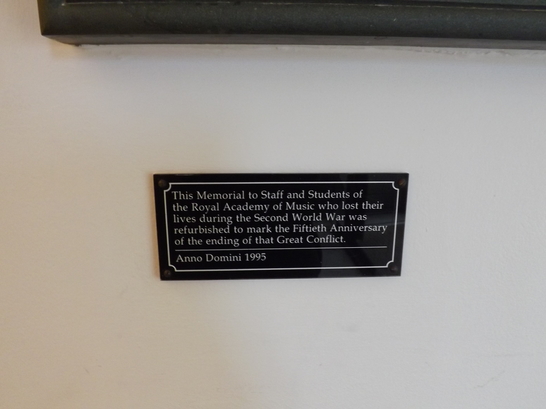 This Memorial to Staff and Students of
the Royal Academy of Music who lost their
lives during the Second World War was
refurbished to mark the Fiftieth Anniversary
of the ending of that Great Conflict.
Anno Domini 1995